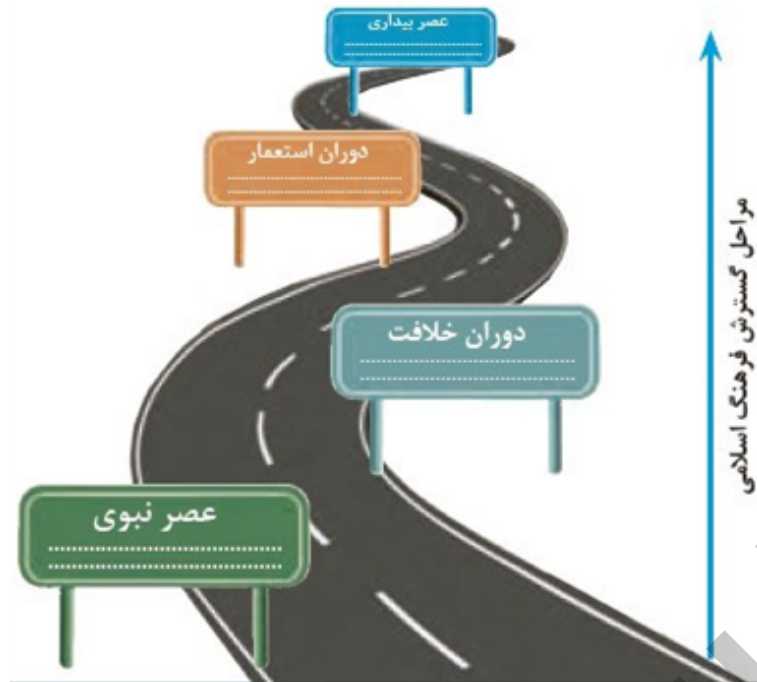 عصر بیداری
دوران استعمار
دوران خلافت
عصر نبوی
مراحل گسترش فرهنگ اسلامی